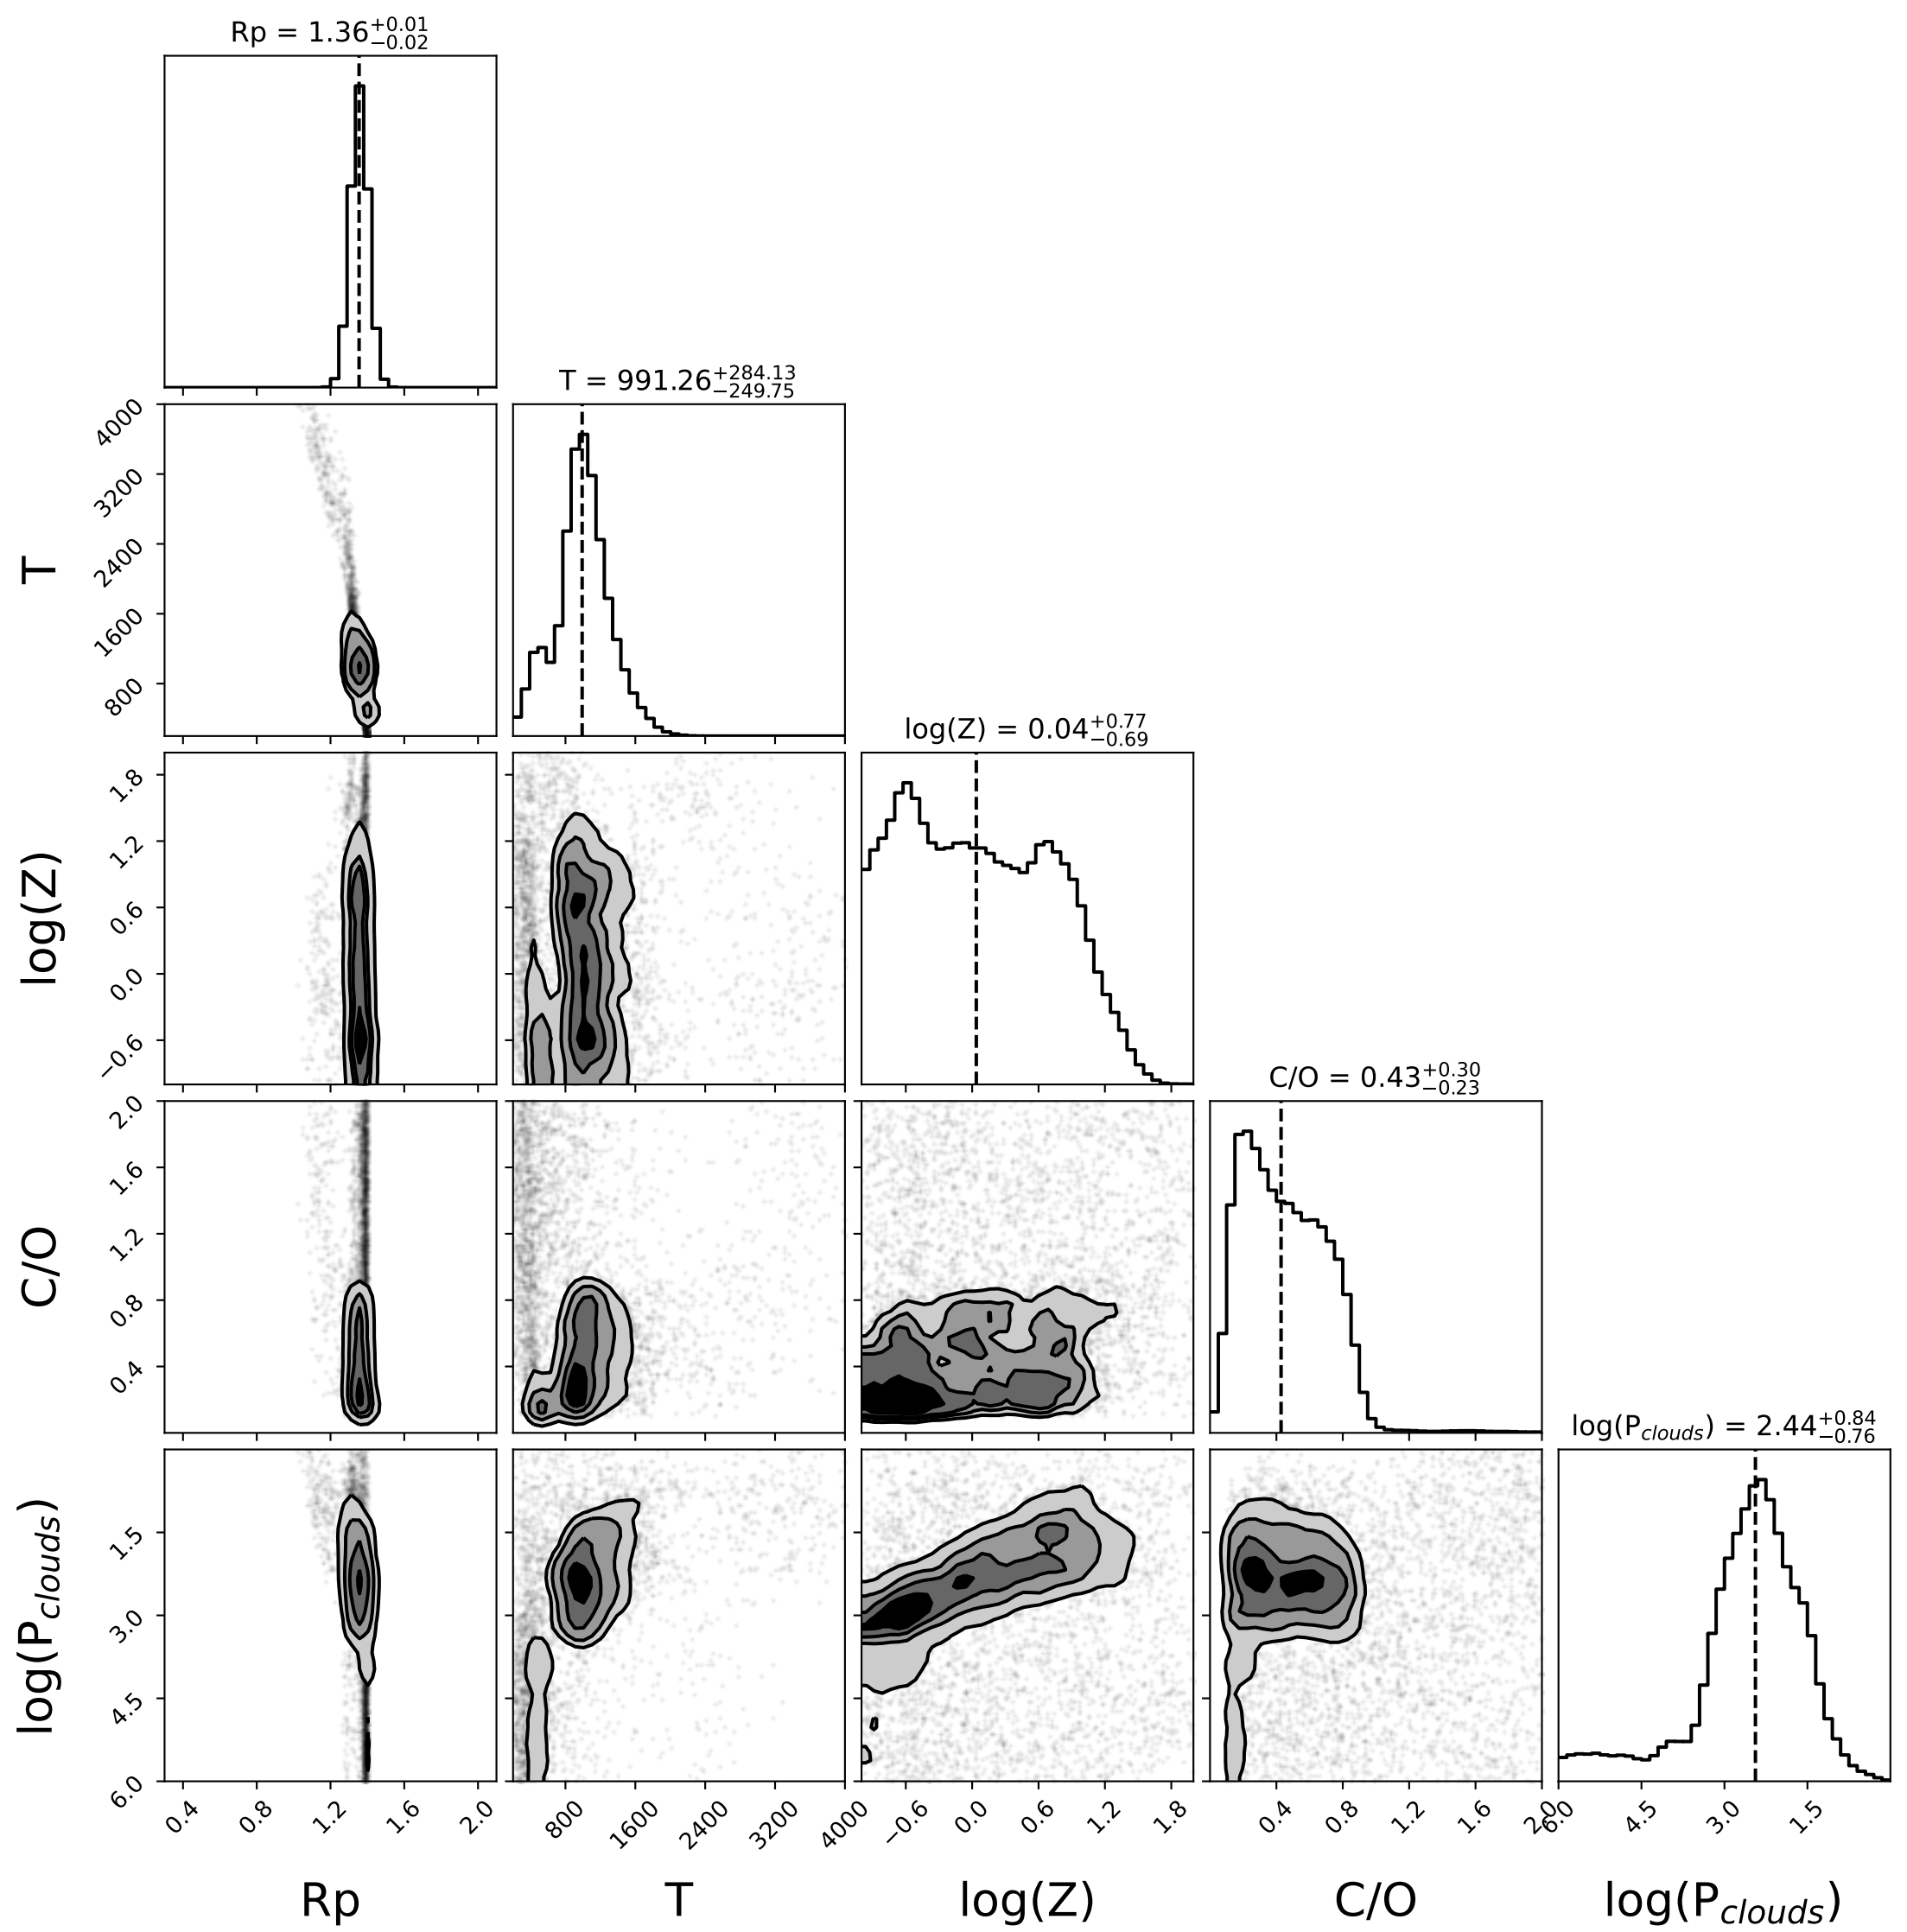 Rp = 1.36+0.01−0.02
T = 991.26+284.13−249.75
4000
3200
2400
1600
800
T
log(Z) = 0.04+0.77−0.69
1.8
1.2
0.6
0.0
−0.6
log(Z)
C/O = 0.43+0.30−0.23
2.0
1.6
1.2
0.8
0.4
C/O
log(Pclouds) = 2.44+0.84−0.76
1.5
3.0
4.5
6.0
log(Pclouds)
0.4 0.8 1.2 1.6 2.0
800 1600 2400 3200 4000
−0.6 0.0 0.6 1.2 1.8
0.4 0.8 1.2 1.6 2.0
6.0 4.5 3.0 1.5
Rp T log(Z) C/O log(Pclouds)